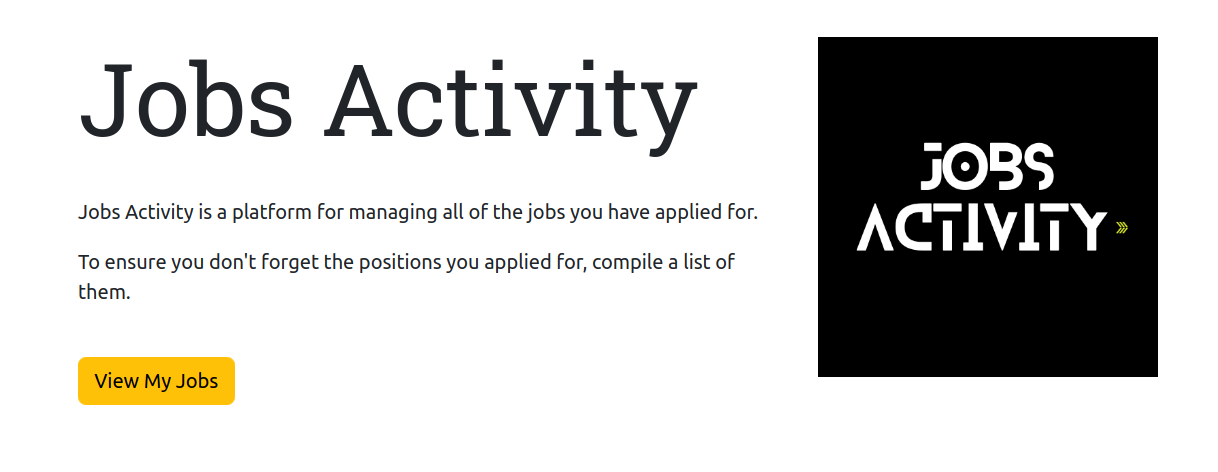 Jobs Activity
Jobs Activity is a platform for managing all of the jobs you have applied for.
To ensure you don't forget the positions you applied for, compile a list of
them.
View My Jobs
JOBS
ACTIVITY